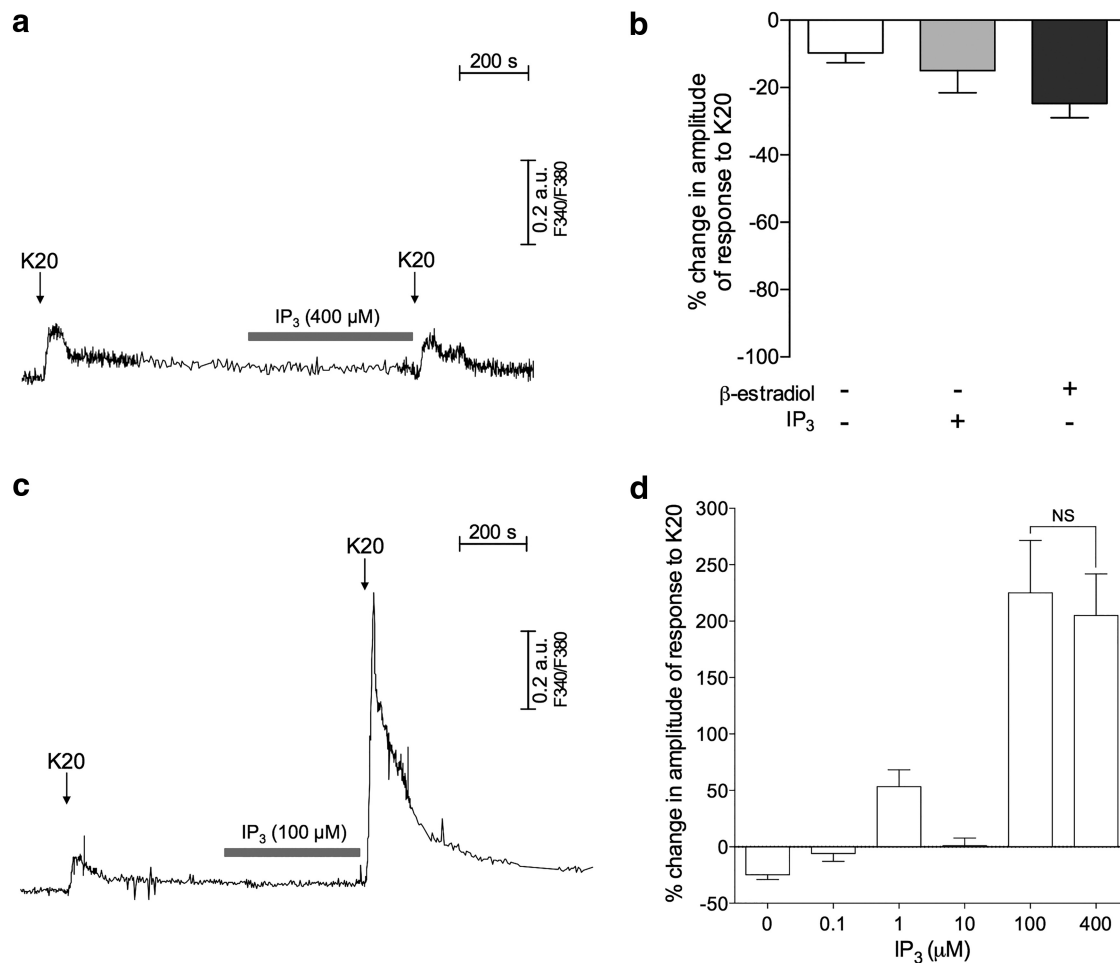 a
200 s
0.2 a.u.
F340/F380
K20
K20
IP3 (400 µM)
b
0
-20
-40
-60
-80
-100
% change in amplitude
of response to K20
β-estradiol - - +
IP3 - + -
c
200 s
K20
0.2 a.u.
F340/F380
K20
IP3 (100 µM)
d
300
250
200
150
100
50
0
-50
% change in amplitude of response to K20
NS
0 0.1 1 10 100 400
IP3 (µM)